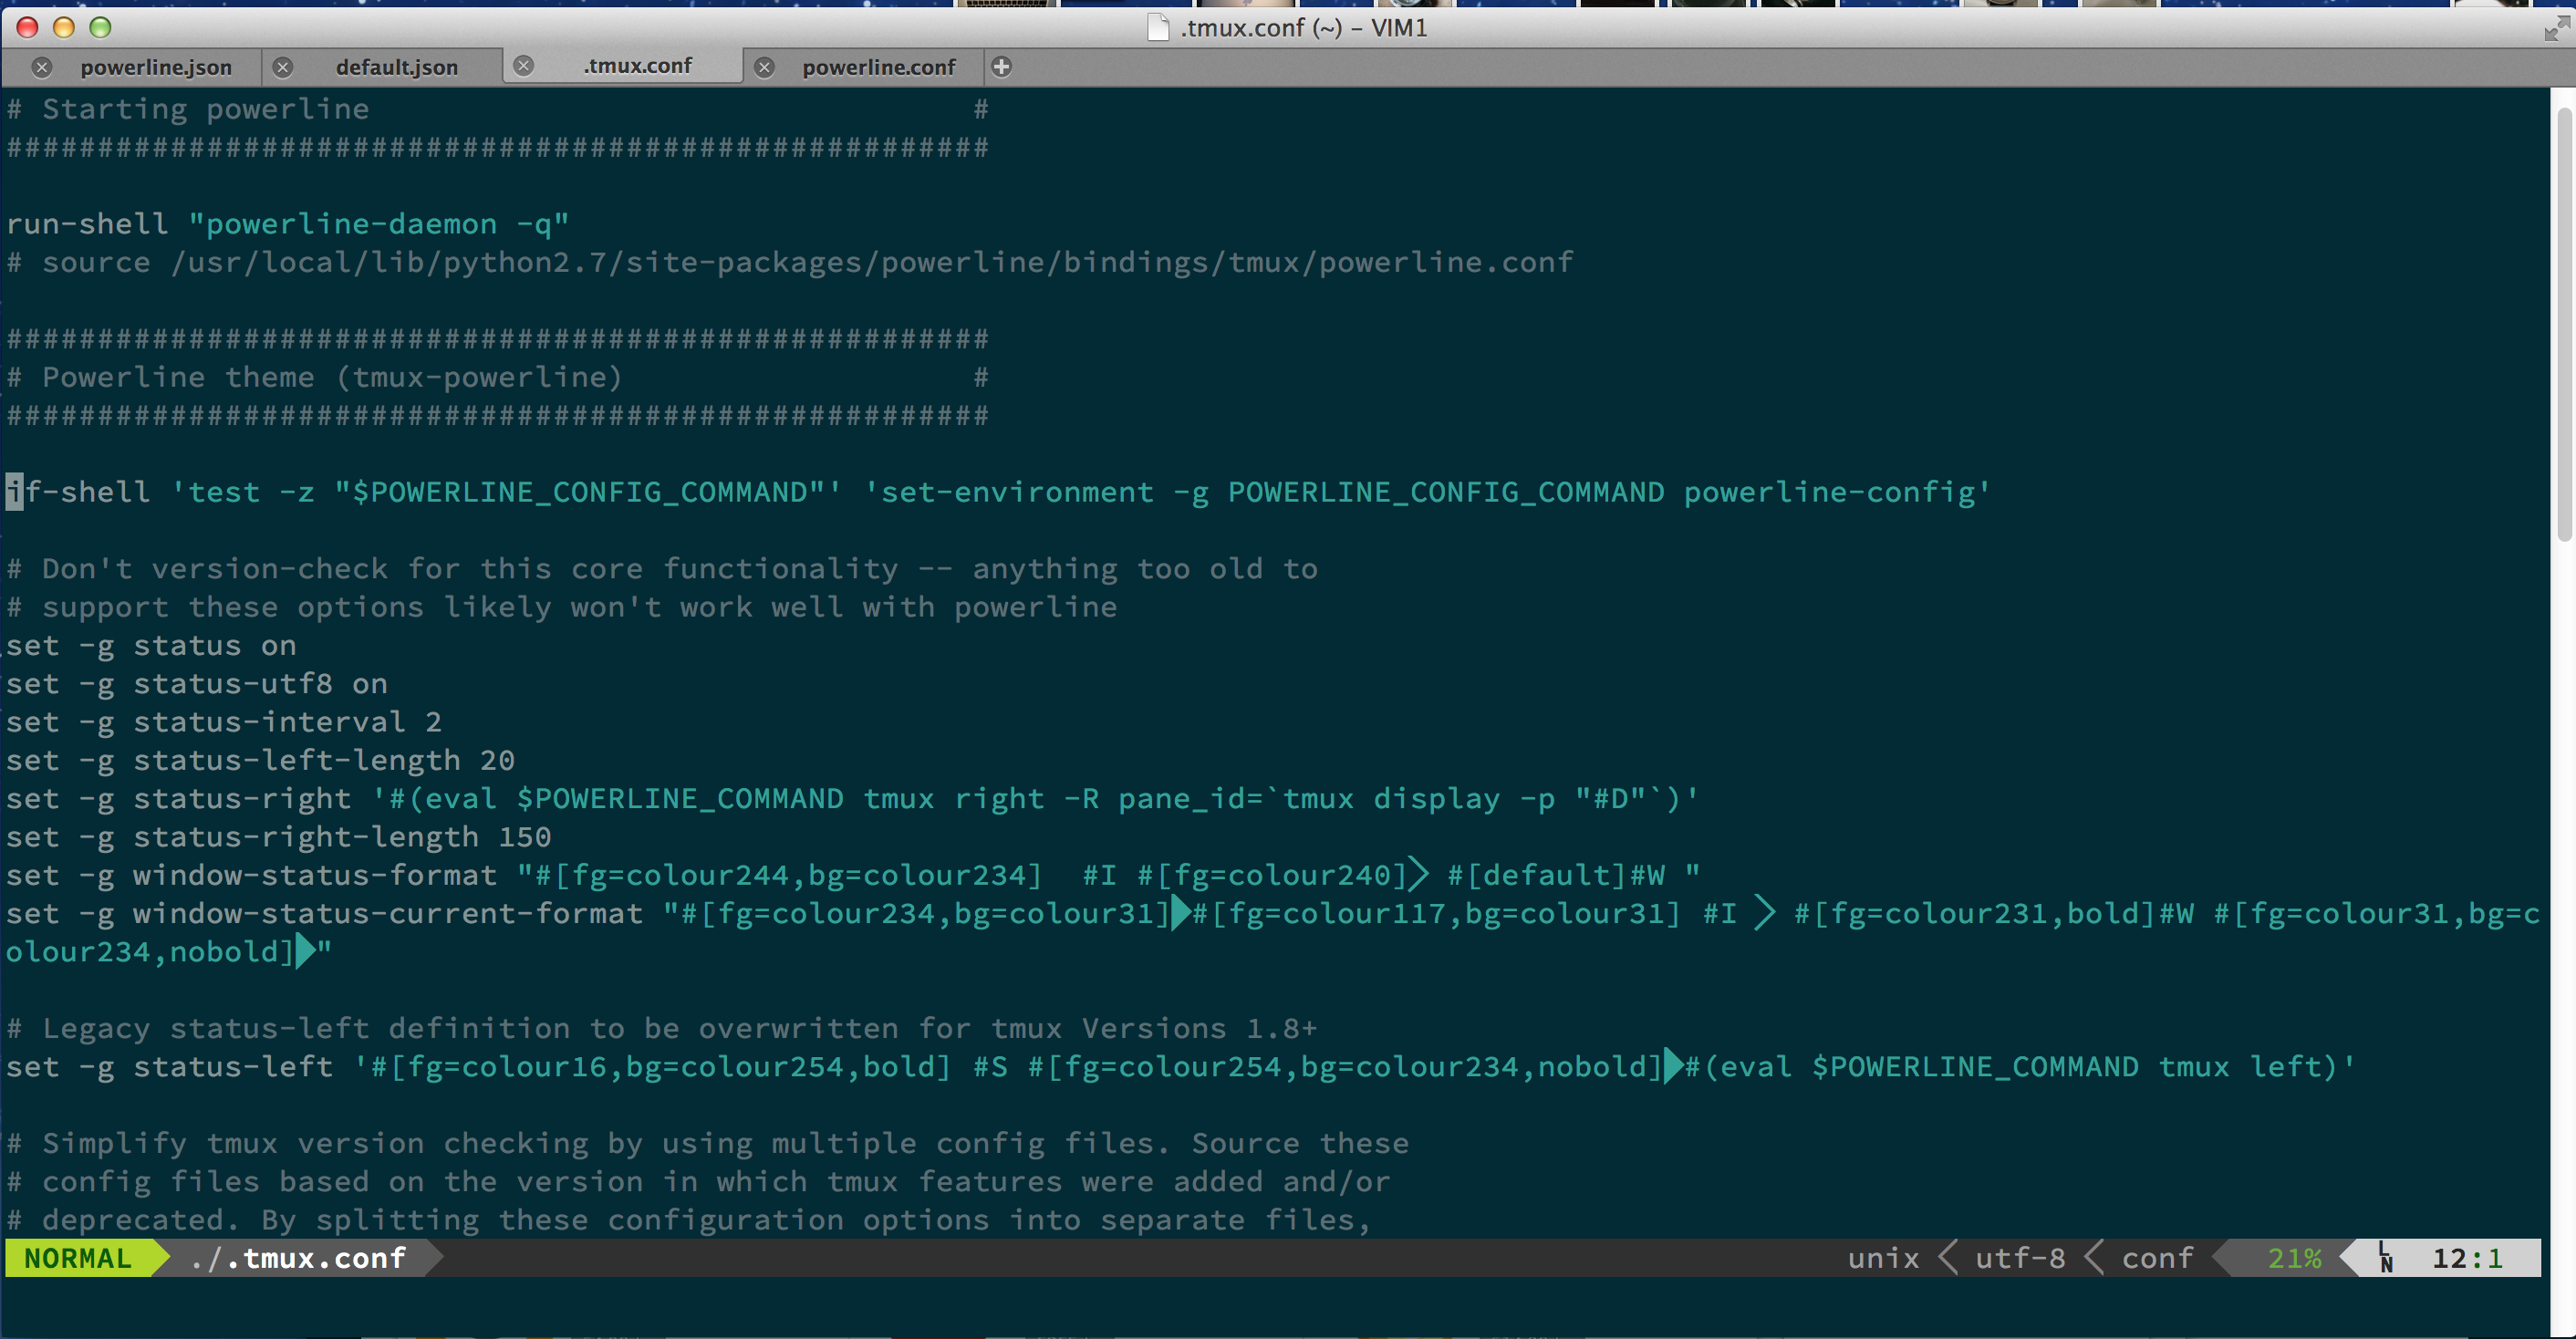 .tmux.conf (~) – VIM1
powerline.json default.json .tmux.conf powerline.conf
# Starting powerline                                 #
######################################################
run-shell "powerline-daemon -q"
# source /usr/local/lib/python2.7/site-packages/powerline/bindings/tmux/powerline.conf
######################################################
# Powerline theme (tmux-powerline)                   #
######################################################
if-shell 'test -z "$POWERLINE_CONFIG_COMMAND"' 'set-environment -g POWERLINE_CONFIG_COMMAND powerline-config'
# Don't version-check for this core functionality -- anything too old to
# support these options likely won't work well with powerline
set -g status on
set -g status-utf8 on
set -g status-interval 2
set -g status-left-length 20
set -g status-right '#(eval $POWERLINE_COMMAND tmux right -R pane_id=`tmux display -p "#D"`)'
set -g status-right-length 150
set -g window-status-format "#[fg=colour244,bg=colour234]  #I #[fg=colour240] #[default]#W "
set -g window-status-current-format "#[fg=colour234,bg=colour31]#[fg=colour117,bg=colour31] #I  #[fg=colour231,bold]#W #[fg=colour31,bg=c
olour234,nobold]"
# Legacy status-left definition to be overwritten for tmux Versions 1.8+
set -g status-left '#[fg=colour16,bg=colour254,bold] #S #[fg=colour254,bg=colour234,nobold]#(eval $POWERLINE_COMMAND tmux left)'
# Simplify tmux version checking by using multiple config files. Source these
# config files based on the version in which tmux features were added and/or
# deprecated. By splitting these configuration options into separate files,
NORMAL ./.tmux.conf unix  utf-8  conf 21% LN 12:1